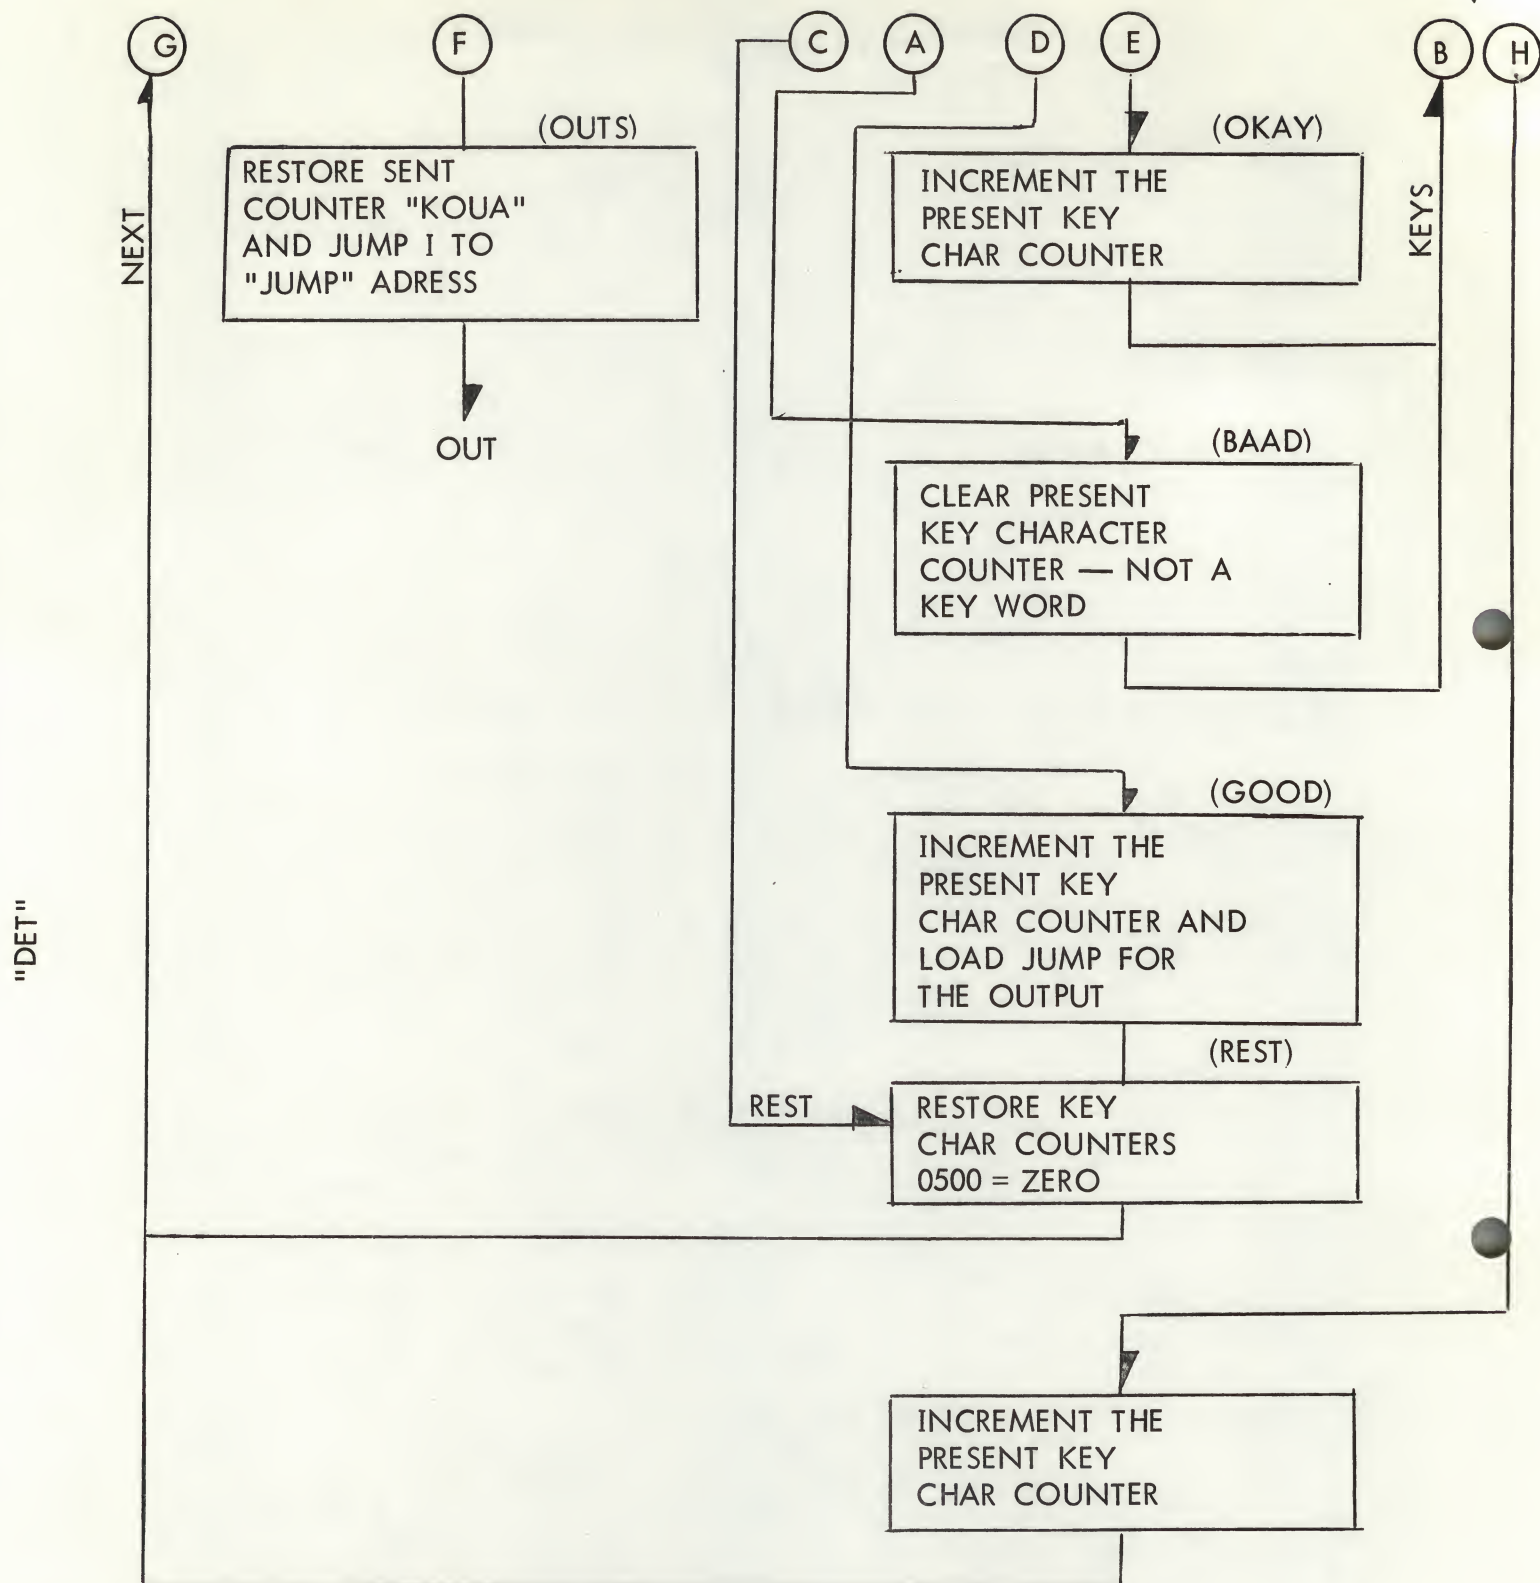 G
F
C
A
D
E
B
H
(OUTS)
RESTORE SENT
COUNTER "KOUA"
AND JUMP I TO
"JUMP" ADRESS
OUT
NEXT
(OKAY)
INCREMENT THE
PRESENT KEY
CHAR COUNTER
KEYS
(BAAD)
CLEAR PRESENT
KEY CHARACTER
COUNTER — NOT A
KEY WORD
(GOOD)
INCREMENT THE
PRESENT KEY
CHAR COUNTER AND
LOAD JUMP FOR
THE OUTPUT
"DET"
(REST)
REST
RESTORE KEY
CHAR COUNTERS
0500 = ZERO
INCREMENT THE
PRESENT KEY
CHAR COUNTER